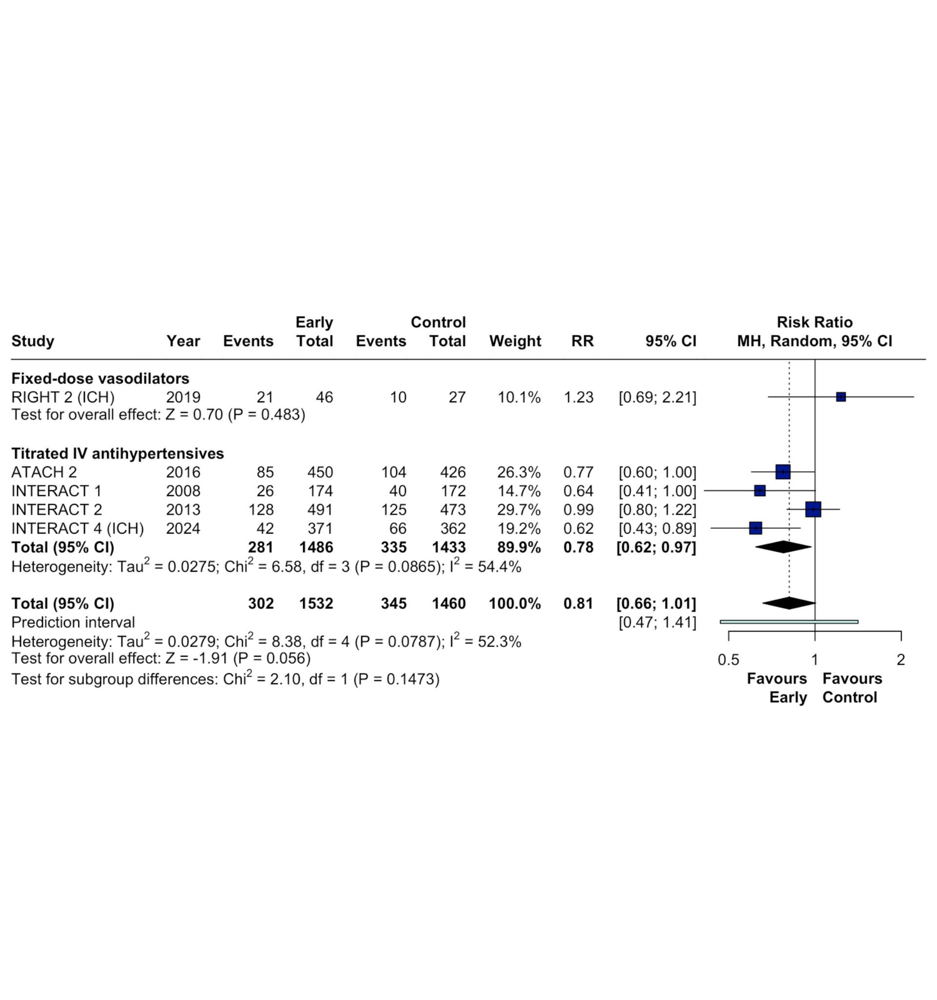 Early Control Risk Ratio
Study Year Events Total Events Total Weight RR 95% CI MH, Random, 95% CI
Fixed-dose vasodilators
RIGHT 2 (ICH) 2019 21 46 10 27 10.1% 1.23 [0.69; 2.21]
Test for overall effect: Z = 0.70 (P = 0.483)
Titrated IV antihypertensives
ATACH 2 2016 85 450 104 426 26.3% 0.77 [0.60; 1.00]
INTERACT 1 2008 26 174 40 172 14.7% 0.64 [0.41; 1.00]
INTERACT 2 2013 128 491 125 473 29.7% 0.99 [0.80; 1.22]
INTERACT 4 (ICH) 2024 42 371 66 362 19.2% 0.62 [0.43; 0.89]
Total (95% CI) 281 1486 335 1433 89.9% 0.78 [0.62; 0.97]
Heterogeneity: Tau² = 0.0275; Chi² = 6.58, df = 3 (P = 0.0865); I² = 54.4%
Total (95% CI) 302 1532 345 1460 100.0% 0.81 [0.66; 1.01]
Prediction interval [0.47; 1.41]
Heterogeneity: Tau² = 0.0279; Chi² = 8.38, df = 4 (P = 0.0787); I² = 52.3%
Test for overall effect: Z = -1.91 (P = 0.056) 0.5 1 2
Test for subgroup differences: Chi² = 2.10, df = 1 (P = 0.1473) Favours Favours
Early Control